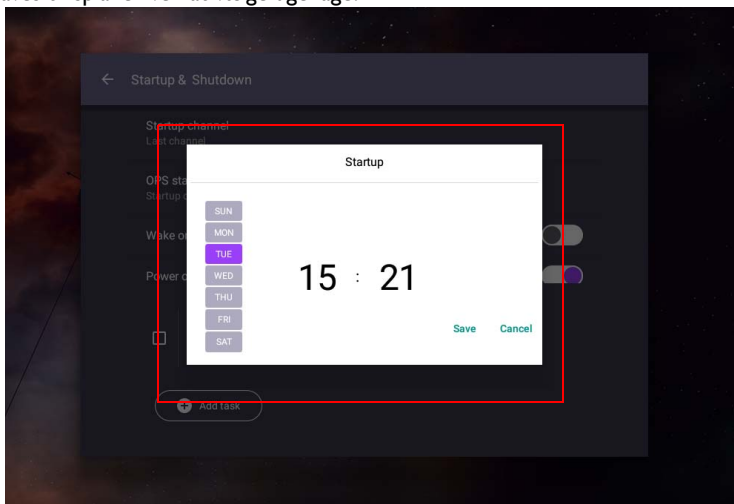 Startup & Shutdown
Startup channel
Last channel
Startup
OPS sta
Startup
SUN
MON
Wake o
TUE
Power o
WED
15 : 21
THU
FRI
SAT
Save Cancel
Add task